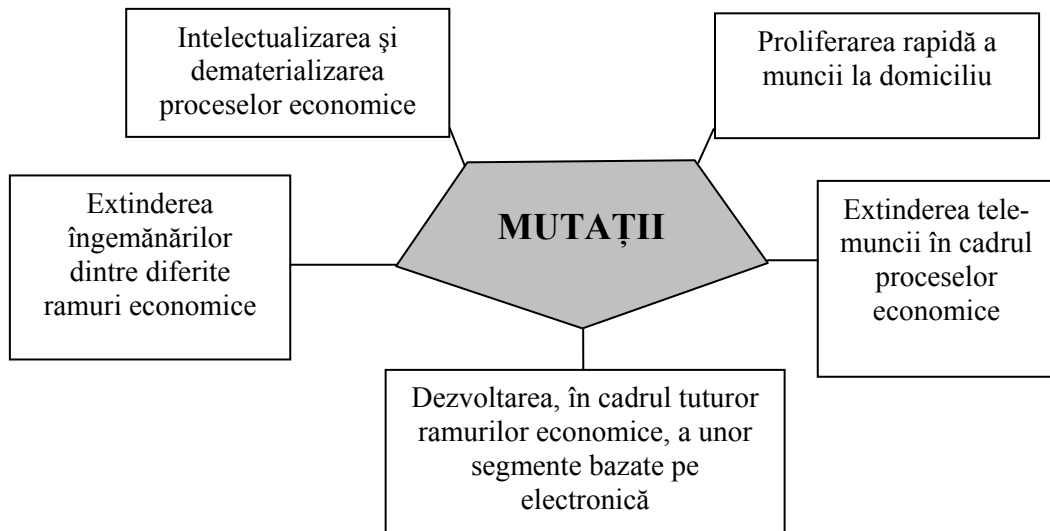 Intelectualizarea şi
dematerializarea
proceselor economice
Proliferarea rapidă a
muncii la domiciliu
Extinderea
îngemănărilor
dintre diferite
ramuri economice
MUTAȚII
Extinderea tele-
muncii în cadrul
proceselor
economice
Dezvoltarea, în cadrul tuturor
ramurilor economice, a unor
segmente bazate pe
electronică